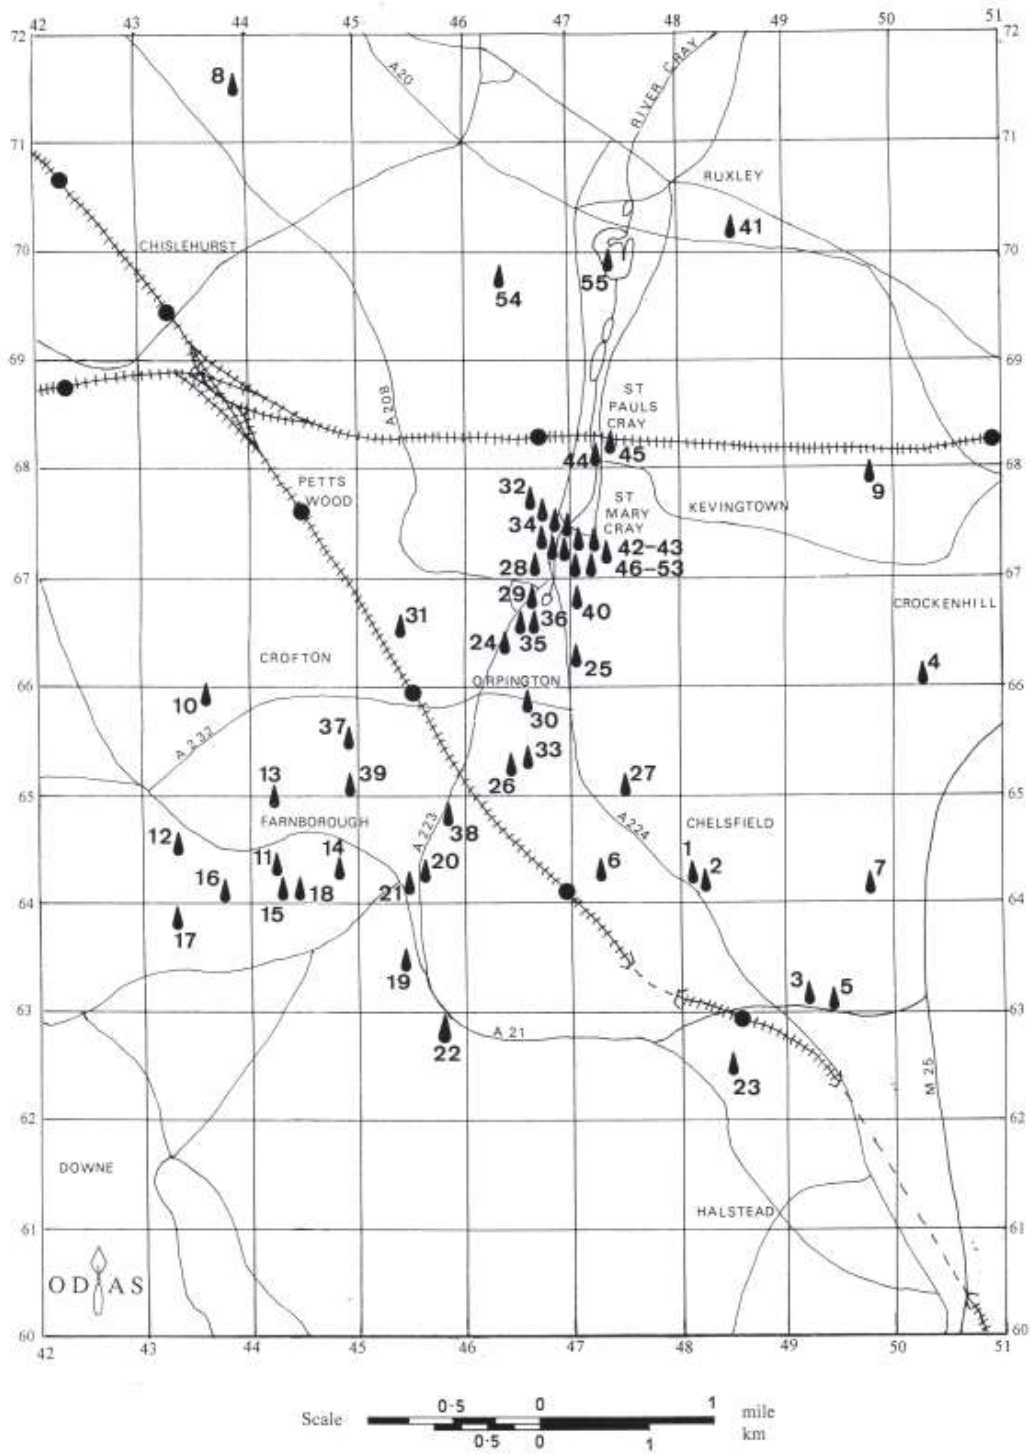 42 43 44 45 46 47 48 49 50 51
72 72
8
A20
RIVER CRAY
71 71
RUXLEY
41
70 CHISLEHURST 70
54 55
69 69
A208
ST
PAULS
CRAY
44 45
68 68
9
PETTS
WOOD
32
34
ST
MARY
CRAY
KEVINGTOWN
42-43
28 46-53
67 67
29 36 40
CROCKENHILL
31
24 35 25
4
CROFTON
ORPINGTON
66 66
10
30
A 232
37
33
26
13 39 27
65 65
FARNBOROUGH
A 223
38
A224
CHELSFIELD
12
11 14
20
6 1 2 7
16
15 18 21
64 64
17
19
3 5
63 63
22
A 21
23
M 25
62 62
DOWNE
HALSTEAD
61 61
ODAS
60 60
42 43 44 45 46 47 48 49 50 51
Scale 0·5 0 1 mile
0·5 0 1 km